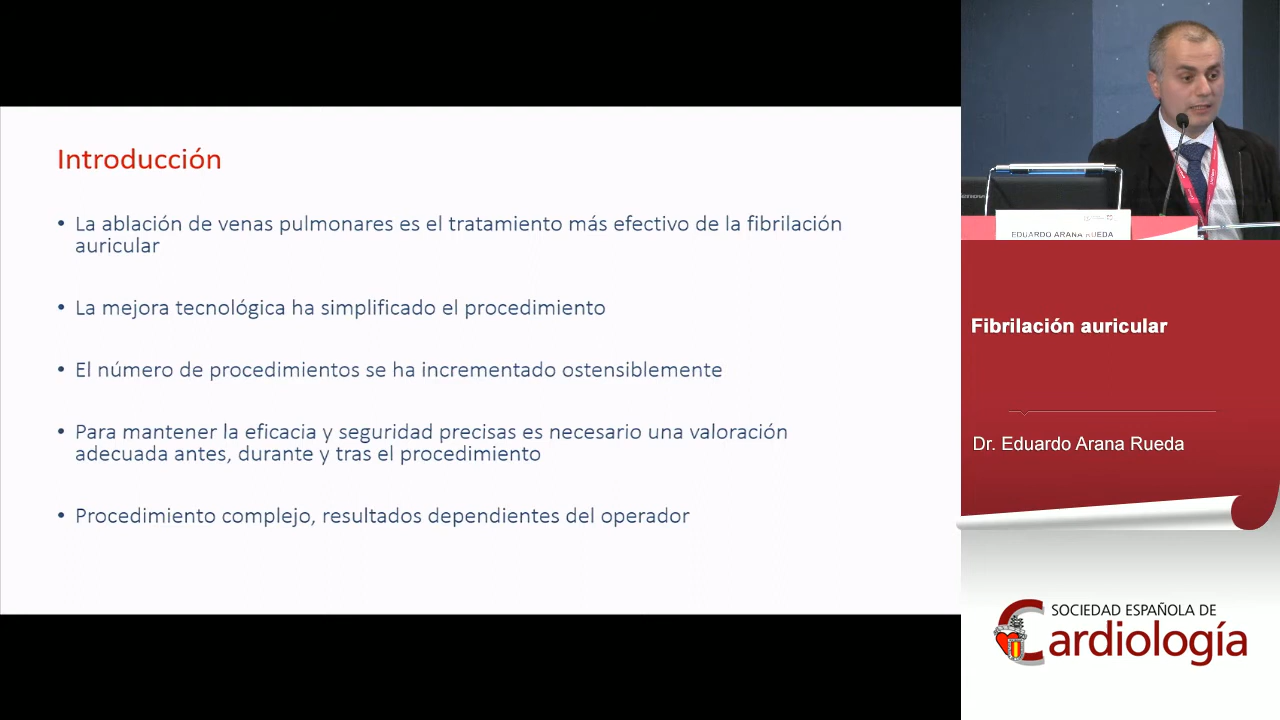 Introducción
• La ablación de venas pulmonares es el tratamiento más efectivo de la fibrilación
auricular
• La mejora tecnológica ha simplificado el procedimiento
• El número de procedimientos se ha incrementado ostensiblemente
• Para mantener la eficacia y seguridad precisas es necesario una valoración
adecuada antes, durante y tras el procedimiento
• Procedimiento complejo, resultados dependientes del operador
EDUARDO ARANA RUEDA
Fibrilación auricular
Dr. Eduardo Arana Rueda
SOCIEDAD ESPAÑOLA DE
Cardiología